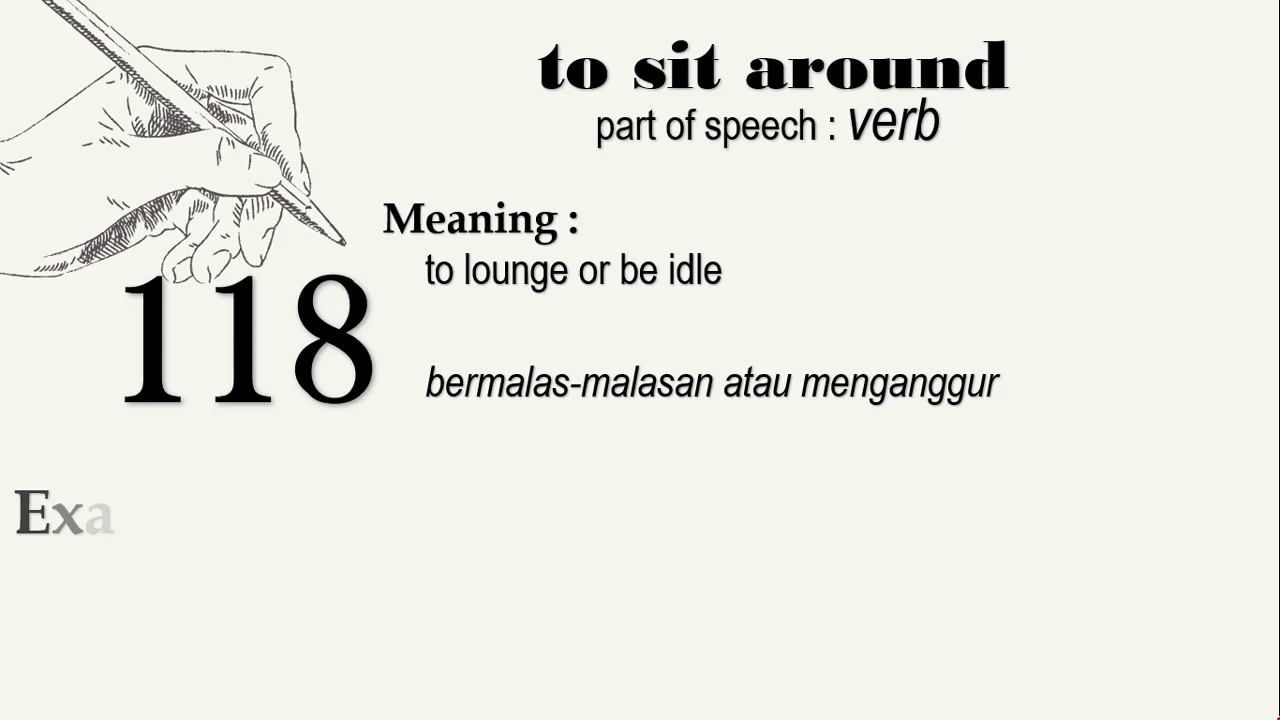 to sit around
part of speech : verb
Meaning :
to lounge or be idle
118
bermalas-malasan atau menganggur
Exa